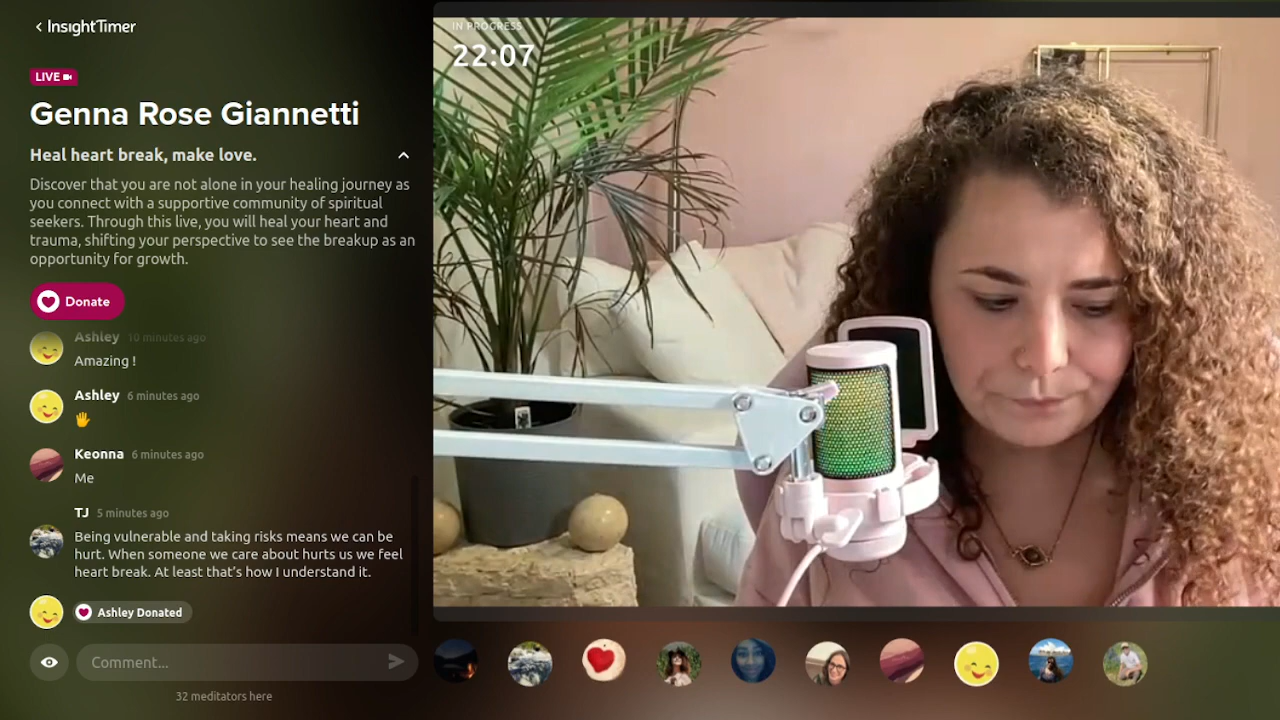 InsightTimer
LIVE
Genna Rose Giannetti
Heal heart break, make love.
Discover that you are not alone in your healing journey as
you connect with a supportive community of spiritual
seekers. Through this live, you will heal your heart and
trauma, shifting your perspective to see the breakup as an
opportunity for growth.
Donate
Ashley 10 minutes ago
Amazing !
Ashley 6 minutes ago
🖐
Keonna 6 minutes ago
Me
TJ 5 minutes ago
Being vulnerable and taking risks means we can be
hurt. When someone we care about hurts us we feel
heart break. At least that's how I understand it.
Ashley Donated
Comment...
32 meditators here
IN PROGRESS
22:07